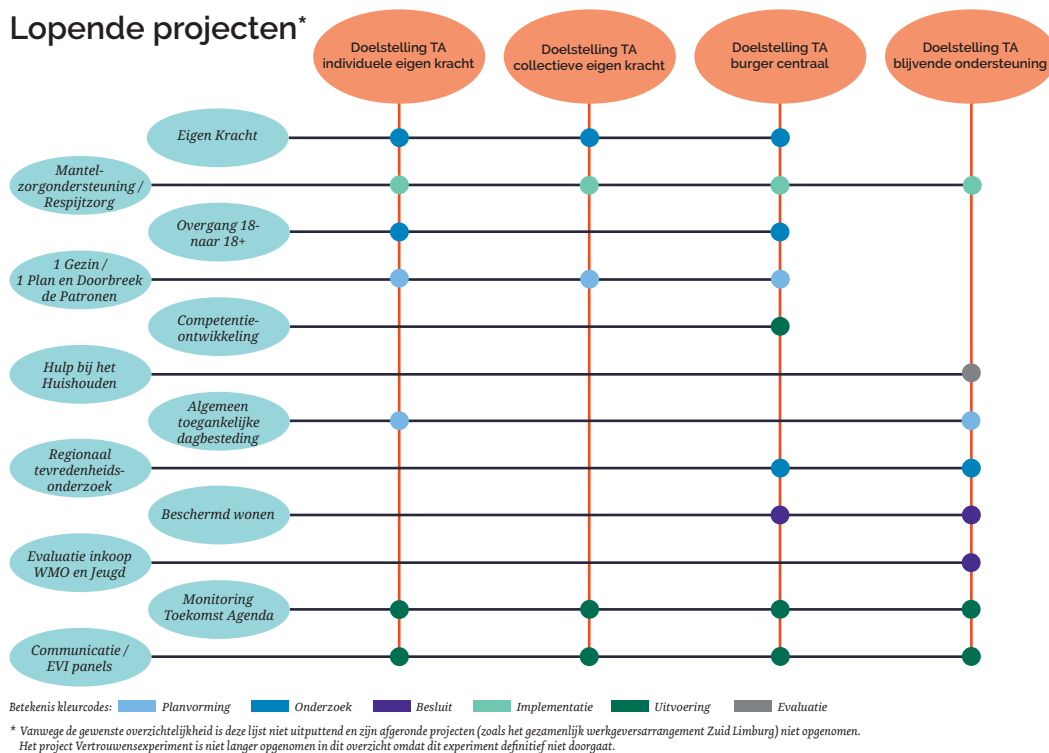 Lopende projecten*
Doelstelling TA
individuele eigen kracht
Doelstelling TA
collectieve eigen kracht
Doelstelling TA
burger centraal
Doelstelling TA
blijvende ondersteuning
Eigen Kracht
Mantel-
zorgondersteuning /
Respijtzorg
Overgang 18-
naar 18+
1 Gezin /
1 Plan en Doorbreek
de Patronen
Competentie-
ontwikkeling
Hulp bij het
Huishouden
Algemeen
toegankelijke
dagbesteding
Regionaal
tevredenheids-
onderzoek
Beschermd wonen
Evaluatie inkoop
WMO en Jeugd
Monitoring
Toekomst Agenda
Communicatie /
EVI panels
Betekenis kleurcodes: Planvorming Onderzoek Besluit Implementatie Uitvoering Evaluatie
* Vanwege de gewenste overzichtelijkheid is deze lijst niet uitputtend en zijn afgeronde projecten (zoals het gezamenlijk werkgeversarrangement Zuid Limburg) niet opgenomen.
Het project Vertrouwensexperiment is niet langer opgenomen in dit overzicht omdat dit experiment definitief niet doorgaat.